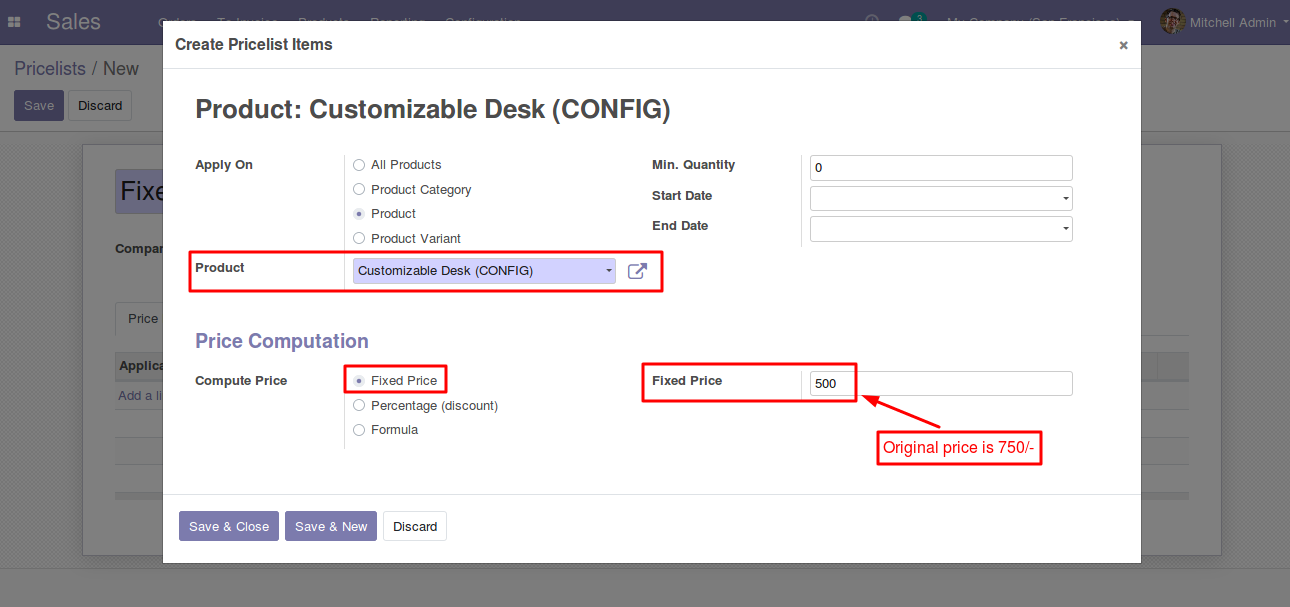 Sales
Mitchell Admin
Create Pricelist Items
×
Pricelists / New
Save
Discard
Product: Customizable Desk (CONFIG)
Apply On
All Products
Product Category
Product
Product Variant
Min. Quantity
0
Start Date
End Date
Product
Customizable Desk (CONFIG)
Price
Price Computation
Compute Price
Fixed Price
Percentage (discount)
Formula
Fixed Price
500
Original price is 750/-
Add a li
Save & Close
Save & New
Discard